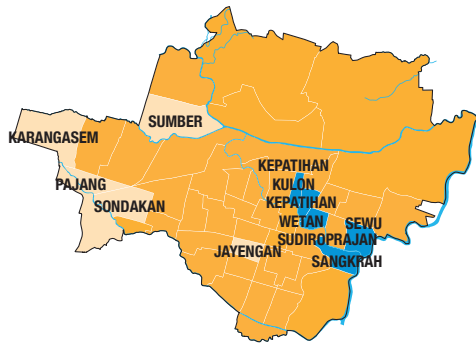 SUMBER
KARANGASEM
PAJANG
SONDAKAN
KEPATIHAN
KULON
KEPATIHAN
WETAN
SEWU
SUDIROPRAJAN
JAYENGAN
SANGKRAH